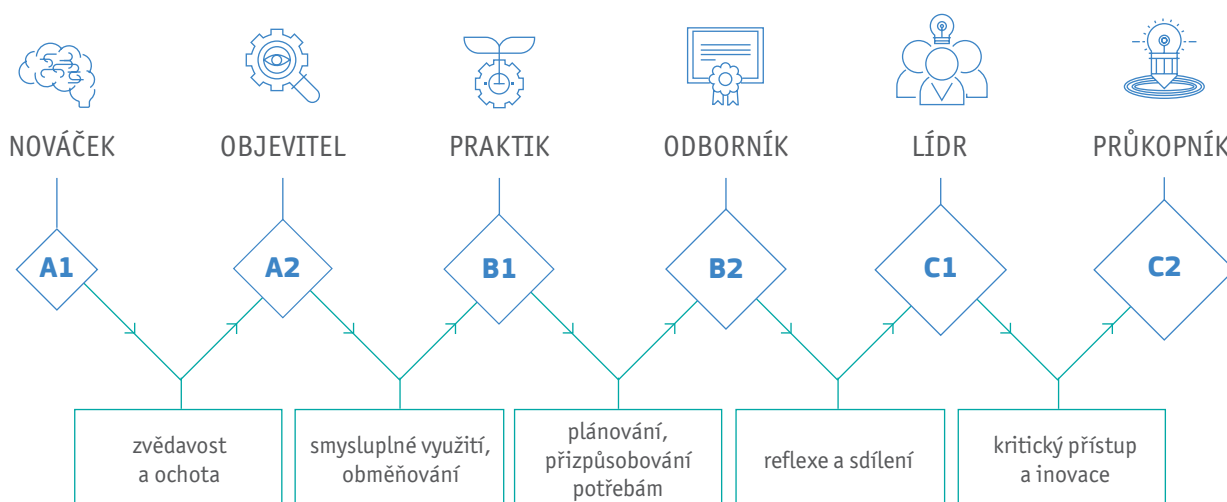 NOVÁČEK
OBJEVITEL
PRAKTIK
ODBORNÍK
LÍDR
PRŮKOPNÍK
A1
A2
B1
B2
C1
C2
zvědavost
a ochota
smysluplné využití,
obměňování
plánování,
přizpůsobování
potřebám
reflexe a sdílení
kritický přístup
a inovace